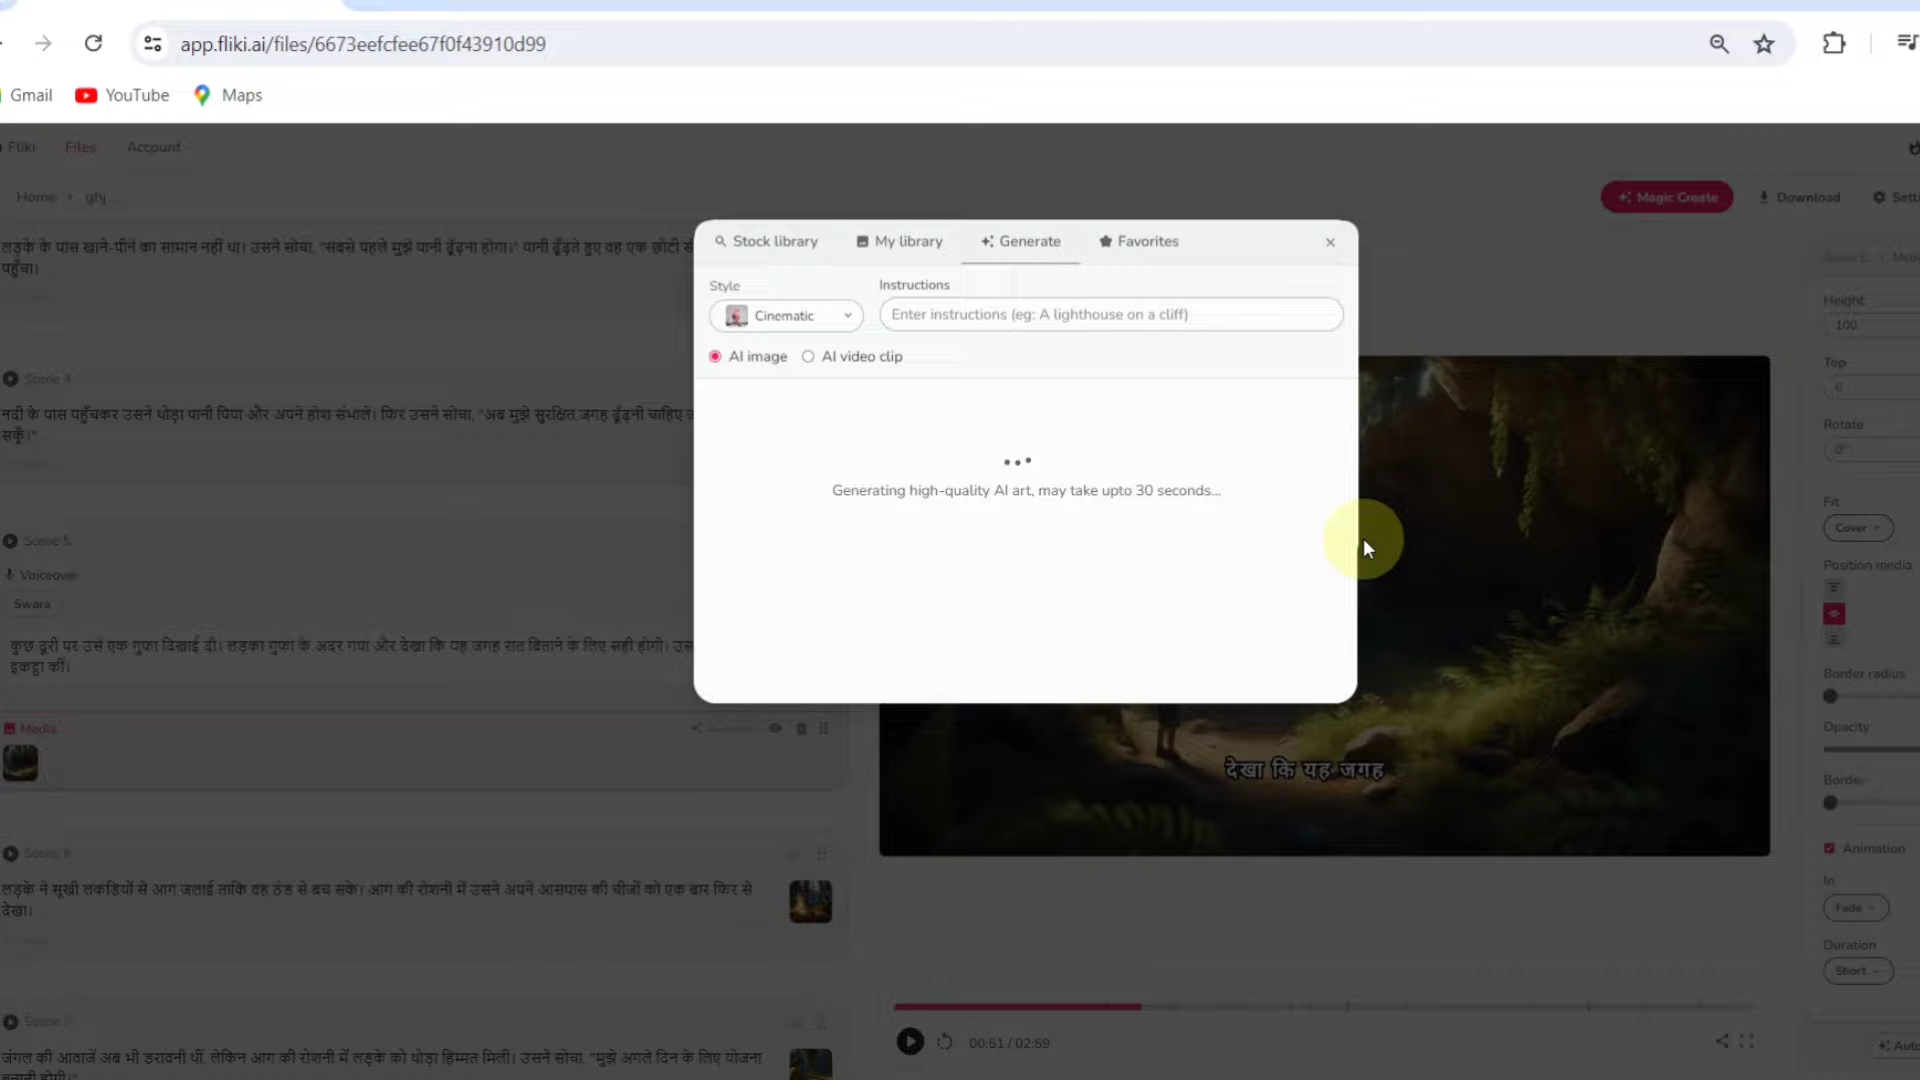 app.fliki.ai/files/6673eefcfee67f0f43910d99
Gmail YouTube Maps
Fliki Files Account
Home > ghj
Magic Create Download
लड़के के पास खाने-पीने का सामान नहीं था। उसने सोचा, "सबसे पहले मुझे पानी ढूँढ़ना होगा।" पानी ढूँढ़ते हुए वह एक छोटी
पहुँचा।
Scene 4
नदी के पास पहुँचकर उसने थोड़ा पानी पिया और अपने होश संभाले। फिर उसने सोचा, "अब मुझे सुरक्षित जगह ढूँढ़नी चाहिए
सकूँ।"
Scene 5
Voiceover
Swara
कुछ दूरी पर उसे एक गुफा दिखाई दी। लड़का गुफा के अंदर गया और देखा कि यह जगह रात बिताने के लिए सही होगी।
इकट्ठा कीं।
Media
Scene 6
लड़के ने सूखी लकड़ियों से आग जलाई ताकि वह ठंड से बच सके। आग की रोशनी में उसने अपने आसपास की चीजों को एक बार फिर से
देखा।
Scene
जंगल की आवाजें अब भी डरावनी थीं, लेकिन आग की रोशनी में लड़के को थोड़ा हिम्मत मिली। उसने सोचा, "मुझे अगले दिन के लिए योजना
बनानी होगी।"
Stock library My library Generate Favorites
Style
Cinematic
Instructions
Enter instructions (eg: A lighthouse on a cliff)
AI image AI video clip
Generating high-quality AI art, may take upto 30 seconds...
देखा कि यह जगह
00:51 / 02:59
Height
100
Top
0
Rotate
0°
Fit
Cover
Position media
Border radius
Opacity
Border
Animation
In
Fade
Duration
Short